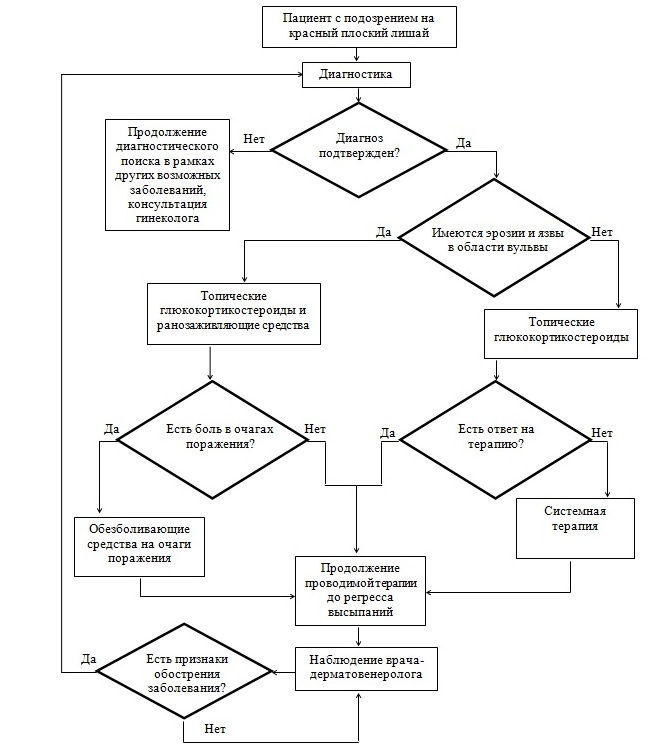 Пациент с подозрением на
красный плоский лишай
Диагностика
Диагноз
подтвержден?
Нет
Да
Продолжение
диагностического
поиска в рамках
других возможных
заболеваний,
консультация
гинеколога
Имеются эрозии и язвы
в области вульвы
Да
Нет
Топические
глюкокортикостероиды и
ранозаживляющие средства
Топические
глюкокортикостероиды
Есть боль в очагах
поражения?
Да
Нет
Есть ответ на
терапию?
Да
Нет
Обезболивающие
средства на очаги
поражения
Системная
терапия
Продолжение
проводимой терапии
до регресса
высыпаний
Наблюдение врача-
дерматовенеролога
Есть признаки
обострения
заболевания?
Да
Нет